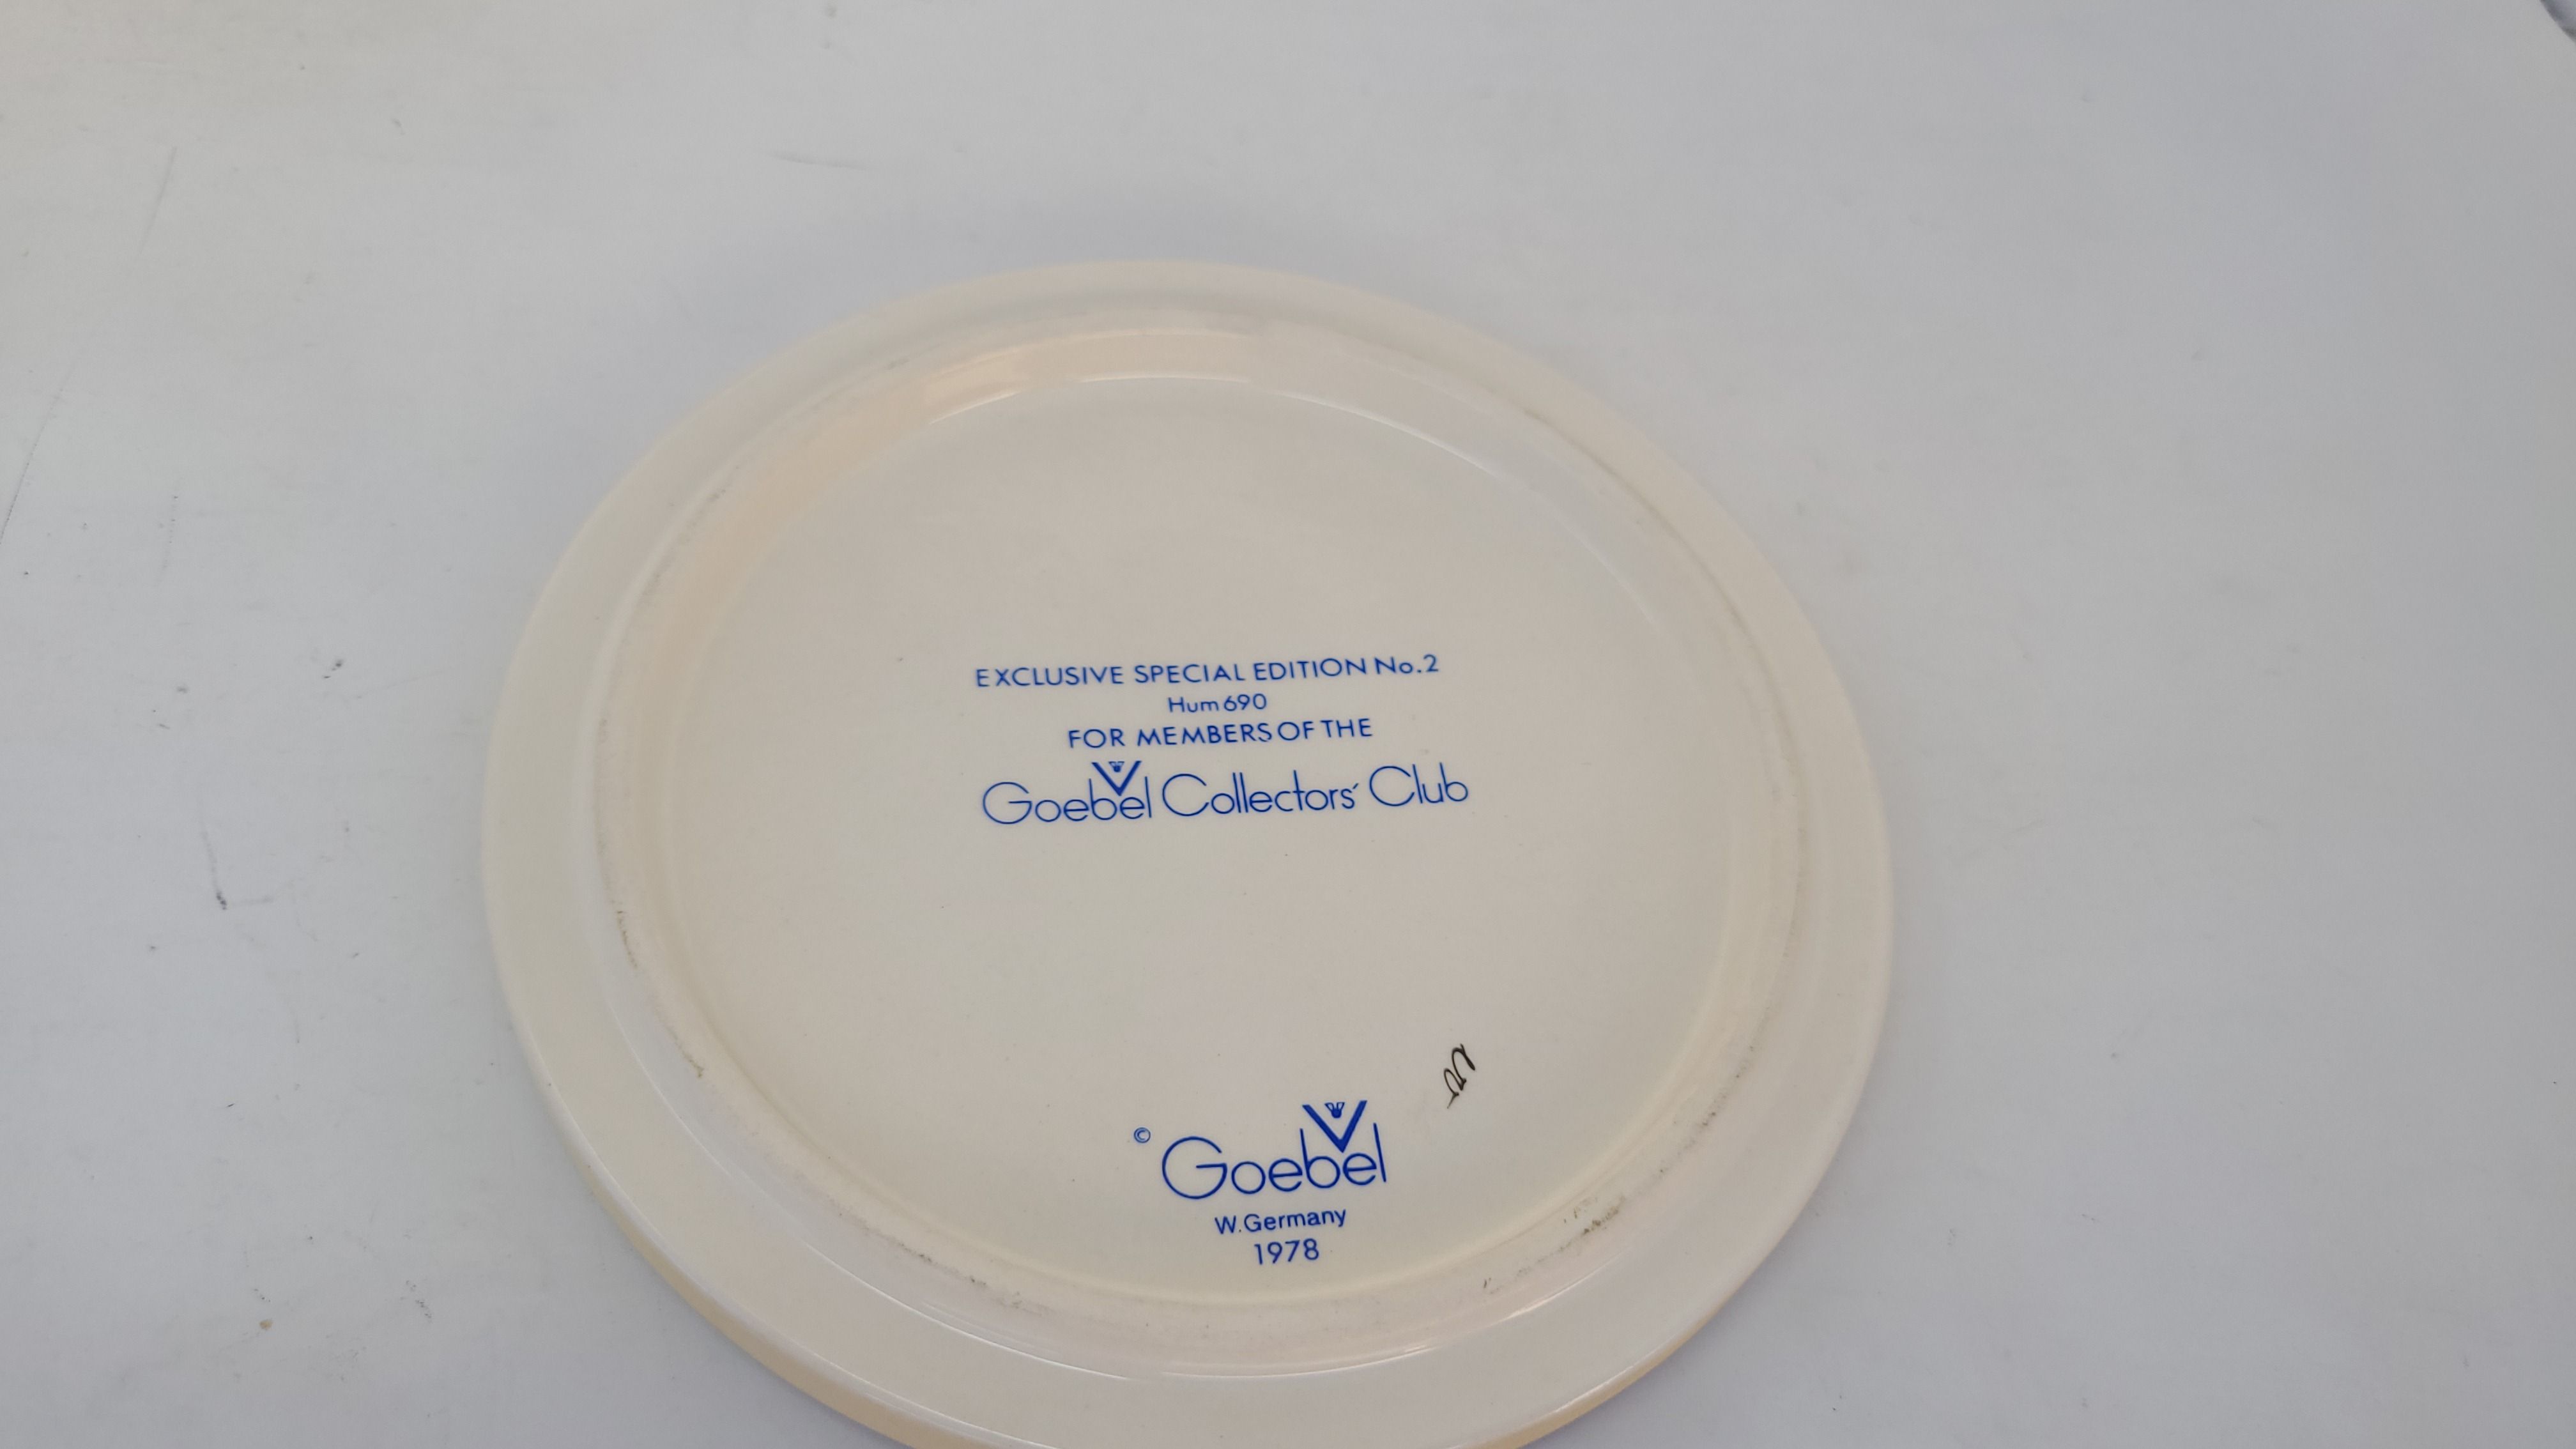 EXCLUSIVE SPECIAL EDITION No.2
Hum 690
FOR MEMBERS OF THE
Goebel Collectors' Club
© Goebel
W.Germany
1978